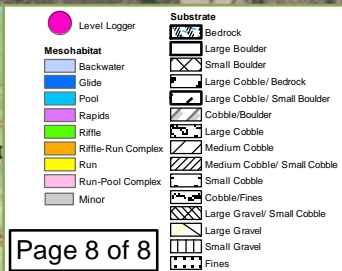 Level Logger
Mesohabitat
Backwater
Glide
Pool
Rapids
Riffle
Riffle-Run Complex
Run
Run-Pool Complex
Minor
Page 8 of 8
Substrate
Bedrock
Large Boulder
Small Boulder
Large Cobble/ Bedrock
Large Cobble/ Small Boulder
Cobble/Boulder
Large Cobble
Medium Cobble
Medium Cobble/ Small Cobble
Small Cobble
Cobble/Fines
Large Gravel/ Small Cobble
Large Gravel
Small Gravel
Fines